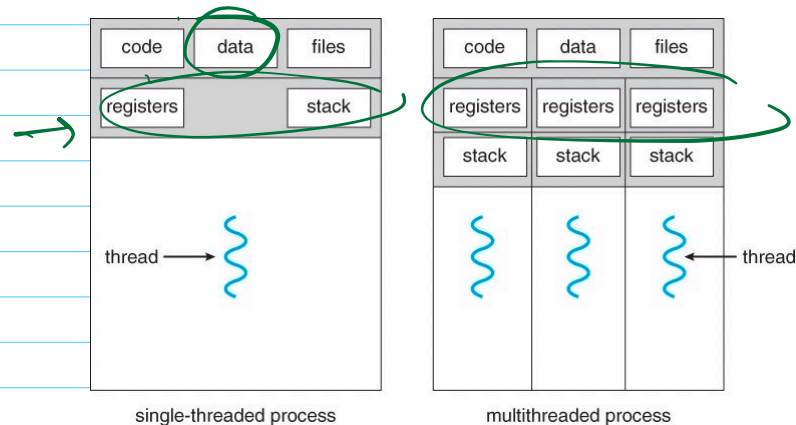 code data files
registers stack
thread
single-threaded process
code data files
registers registers registers
stack stack stack
thread
multithreaded process